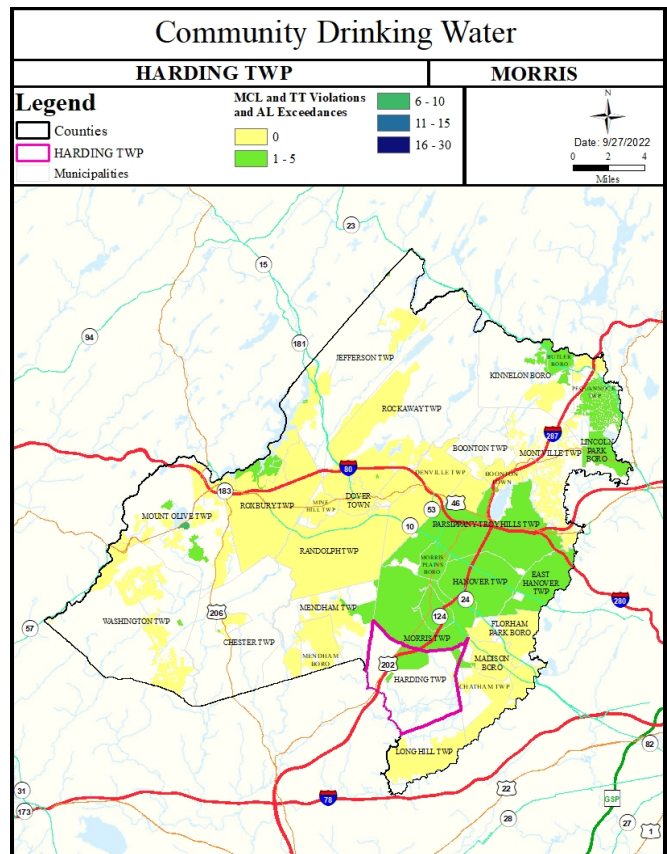 Community Drinking Water
HARDING TWP
MORRIS
Legend
Counties
HARDING TWP
Municipalities
MCL and TT Violations
and AL Exceedances
0
1 - 5
6 - 10
11 - 15
16 - 30
N
Date: 9/27/2022
0 2 4
Miles
23
15
94
181
JEFFERSON TWP
BUTLER
BORO
KINNELON BORO
PEQUANNOCK
TWP
ROCKAWAY TWP
287
LINCOLN
PARK
BORO
BOONTON TWP
MONTVILLE TWP
80
DENVILLE TWP
BOONTON
TOWN
183
46
53
ROXBURY TWP
MINE
HILL TWP
DOVER
TOWN
MOUNT OLIVE TWP
10
PARSIPPANY-TROY HILLS TWP
RANDOLPH TWP
MORRIS
PLAINS
BORO
HANOVER TWP
EAST
HANOVER
TWP
24
280
206
MENDHAM TWP
124
57
WASHINGTON TWP
CHESTER TWP
FLORHAM
PARK BORO
MORRIS TWP
MENDHAM
BORO
202
MADISON
BORO
HARDING TWP
CHATHAM TWP
LONG HILL TWP
82
31
78
22
173
28
GSP
27
1